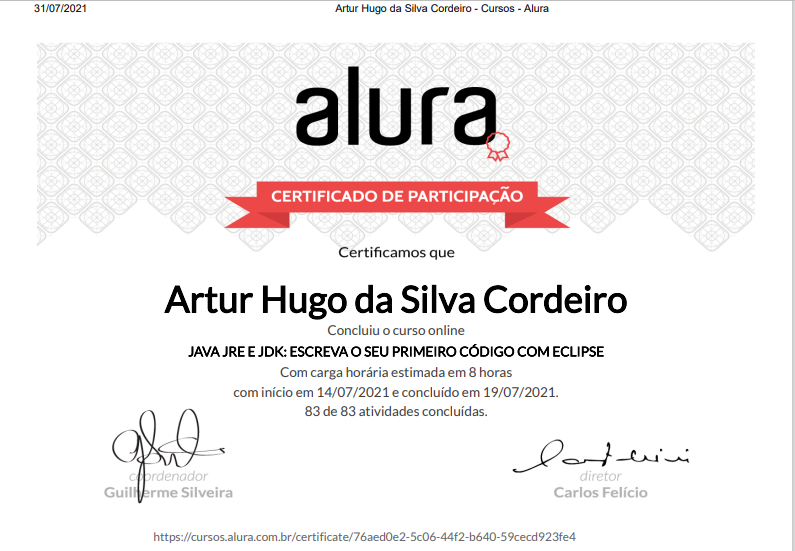 31/07/2021 Artur Hugo da Silva Cordeiro - Cursos - Alura
alura
CERTIFICADO DE PARTICIPAÇÃO
Certificamos que
Artur Hugo da Silva Cordeiro
Concluiu o curso online
JAVA JRE E JDK: ESCREVA O SEU PRIMEIRO CÓDIGO COM ECLIPSE
Com carga horária estimada em 8 horas
com início em 14/07/2021 e concluído em 19/07/2021.
83 de 83 atividades concluídas.
coordenador diretor
Guilherme Silveira Carlos Felício
https://cursos.alura.com.br/certificate/76aed0e2-5c06-44f2-b640-59cecd923fe4